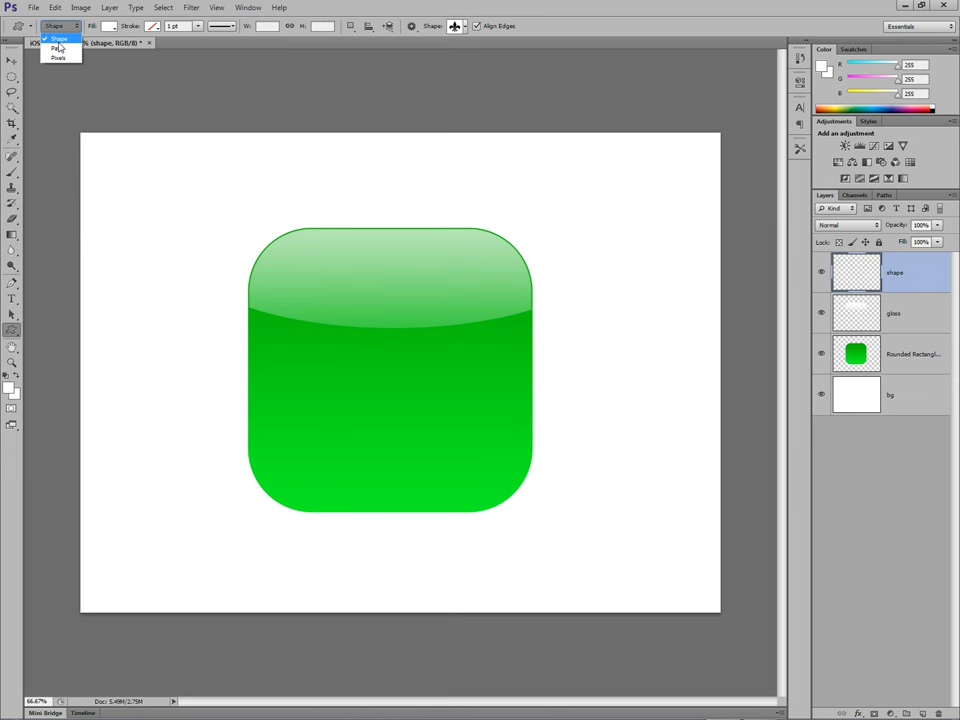 Ps File Edit Image Layer Type Select Filter View Window Help
Shape Fill: Stroke: 1 pt W: H: Shape: Align Edges Essentials
Shape
iOS % (shape, RGB/8) * ×
Pixels
Color Swatches
R 255
G 255
B 255
Adjustments Styles
Add an adjustment
Layers Channels Paths
Kind
Normal Opacity: 100%
Lock: Fill: 100%
shape
gloss
Rounded Rectangl...
bg
66.67% Doc: 5.49M/2.75M
Mini Bridge Timeline